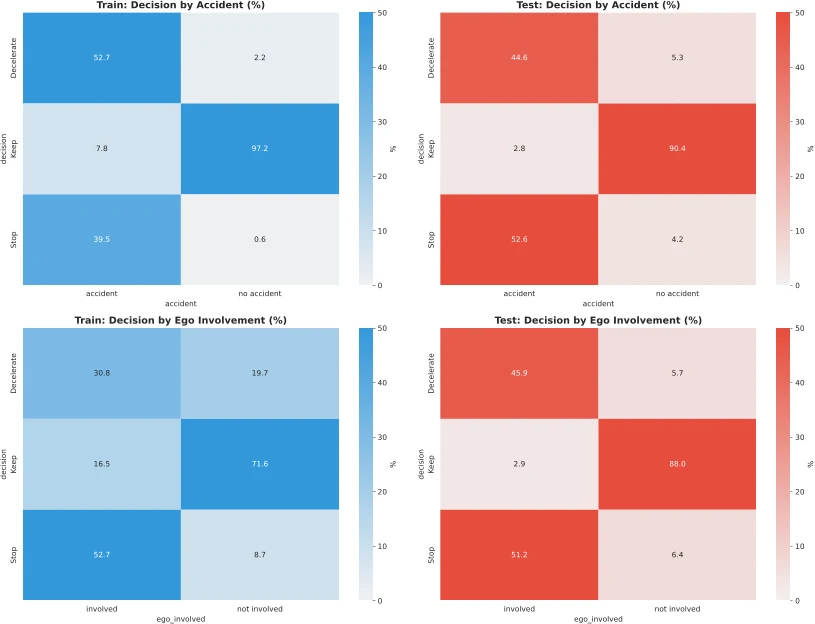 Train: Decision by Accident (%)
decision
Decelerate
Keep
Stop
52.7
2.2
7.8
97.2
39.5
0.6
accident
no accident
accident
50
40
30
20
10
0
%
Test: Decision by Accident (%)
decision
Decelerate
Keep
Stop
44.6
5.3
2.8
90.4
52.6
4.2
accident
no accident
accident
50
40
30
20
10
0
%
Train: Decision by Ego Involvement (%)
decision
Decelerate
Keep
Stop
30.8
19.7
16.5
71.6
52.7
8.7
involved
not involved
ego_involved
50
40
30
20
10
0
%
Test: Decision by Ego Involvement (%)
decision
Decelerate
Keep
Stop
45.9
5.7
2.9
88.0
51.2
6.4
involved
not involved
ego_involved
50
40
30
20
10
0
%